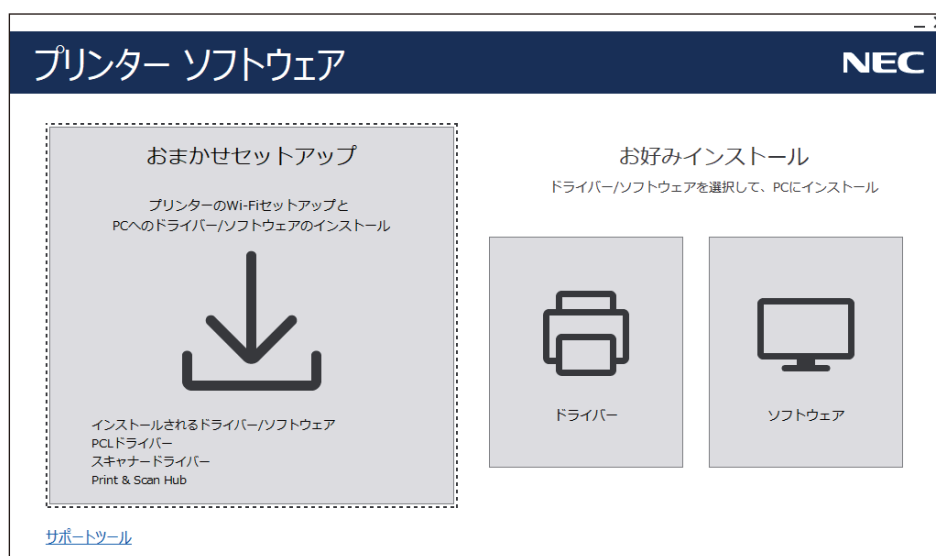 プリンター ソフトウェア
NEC
おまかせセットアップ
プリンターのWi-Fiセットアップと
PCへのドライバー/ソフトウェアのインストール
インストールされるドライバー/ソフトウェア
PCLドライバー
スキャナードライバー
Print & Scan Hub
お好みインストール
ドライバー/ソフトウェアを選択して、PCにインストール
ドライバー
ソフトウェア
サポートツール